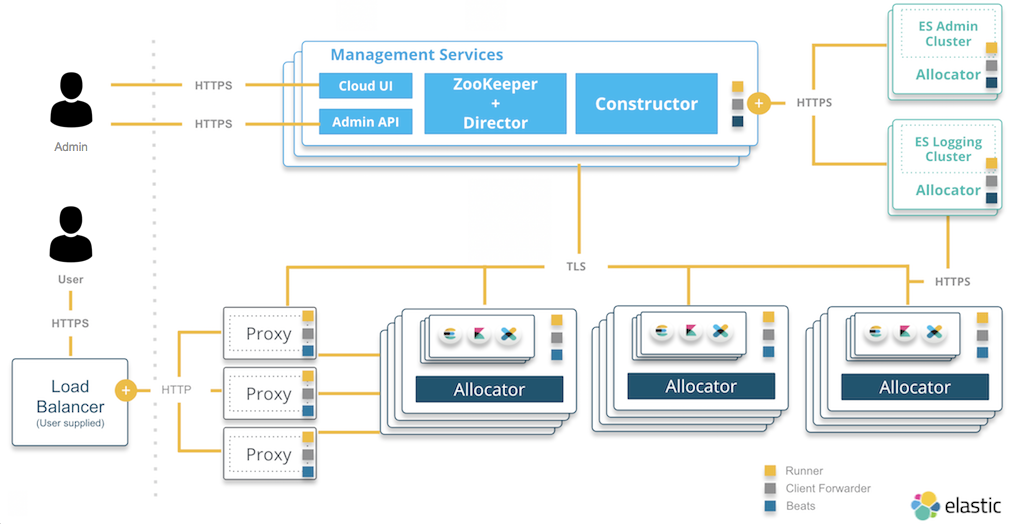 Management Services
Cloud UI
Admin API
ZooKeeper
+
Director
Constructor
+
HTTPS
HTTPS
Admin
HTTPS
ES Admin
Cluster
Allocator
ES Logging
Cluster
Allocator
HTTPS
User
HTTPS
Load
Balancer
(User supplied)
+
HTTP
TLS
Proxy
Proxy
Proxy
Allocator
Allocator
Allocator
Runner
Client Forwarder
Beats
elastic